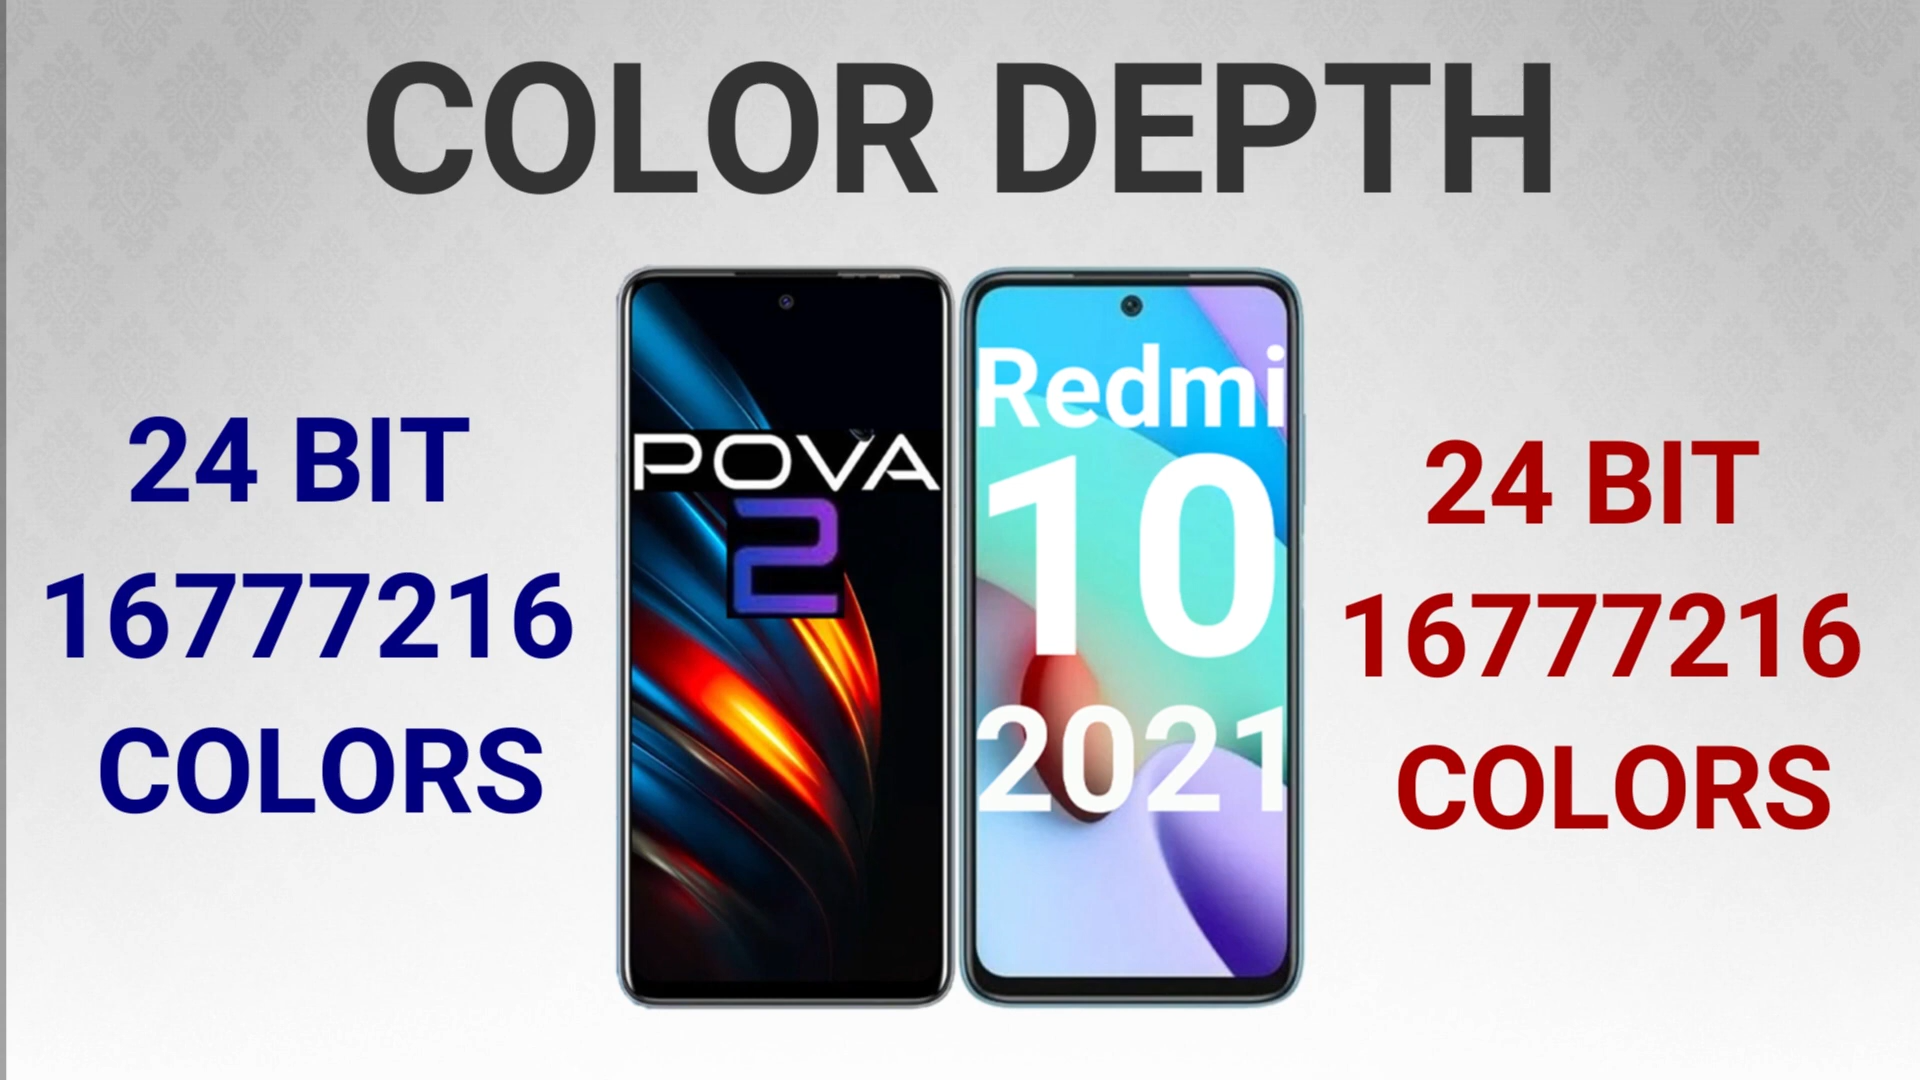 COLOR DEPTH
24 BIT
16777216
COLORS
POVA
2
Redmi
10
2021
24 BIT
16777216
COLORS